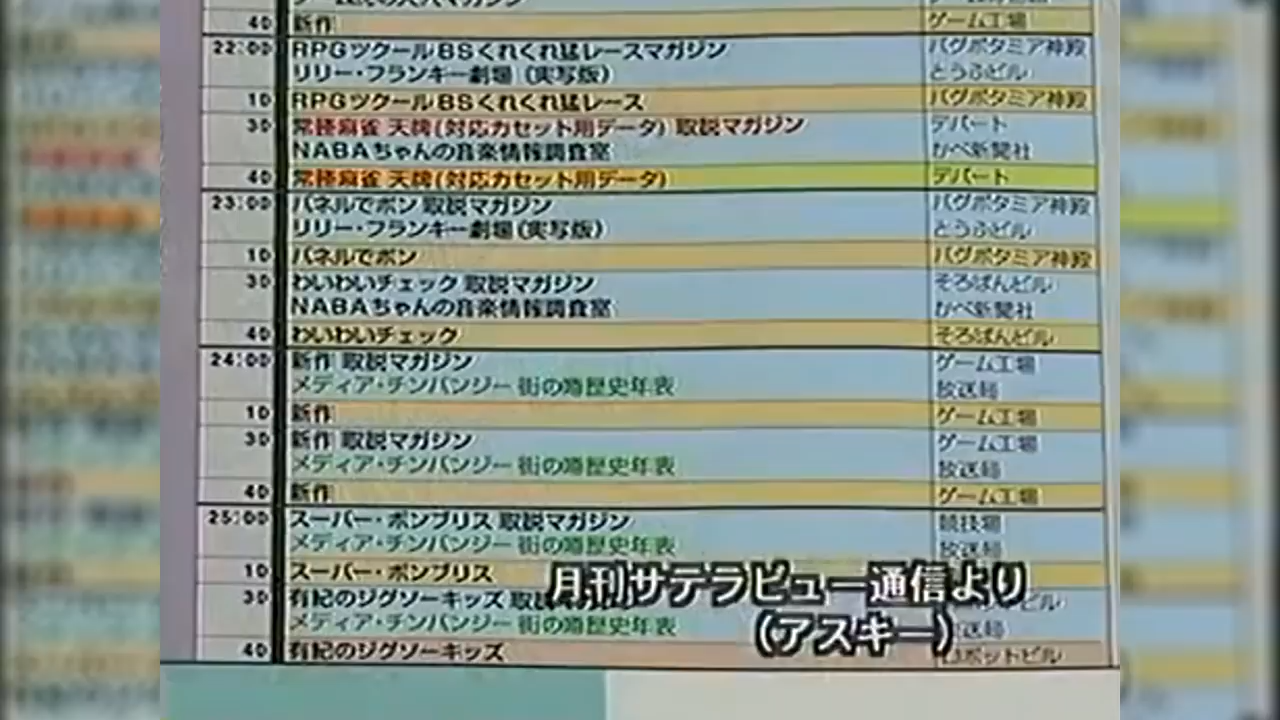 40 新作 ゲーム工場
22:00 RPGツクールBSくれくれ猛レースマガジン バグポタミア神殿
リリー・フランキー劇場（実写版） とうふビル
10 RPGツクールBSくれくれ猛レース バグポタミア神殿
30 常勝麻雀 天牌(対応カセット用データ) 取説マガジン デパート
NABAちゃんの音楽情報調査室 かべ新聞社
40 常勝麻雀 天牌(対応カセット用データ) デパート
23:00 パネルでポン 取説マガジン バグポタミア神殿
リリー・フランキー劇場(実写版) とうふビル
10 パネルでポン バグポタミア神殿
30 わいわいチェック 取説マガジン そろばんビル
NABAちゃんの音楽情報調査室 かべ新聞社
40 わいわいチェック そろばんビル
24:00 新作 取説マガジン ゲーム工場
メディア・チンパンジー 街の噂歴史年表 放送局
10 新作 ゲーム工場
30 新作 取説マガジン ゲーム工場
メディア・チンパンジー 街の噂歴史年表 放送局
40 新作 ゲーム工場
25:00 スーパー・ボンブリス 取説マガジン 競技場
メディア・チンパンジー 街の噂歴史年表 放送局
10 スーパー・ボンブリス
月刊サテラビュー通信より
30 有紀のジグソーキッズ ビル
メディア・チンパンジー 街の噂歴史年表 送局
（アスキー）
40 有紀のジグソーキッズ ロボットビル